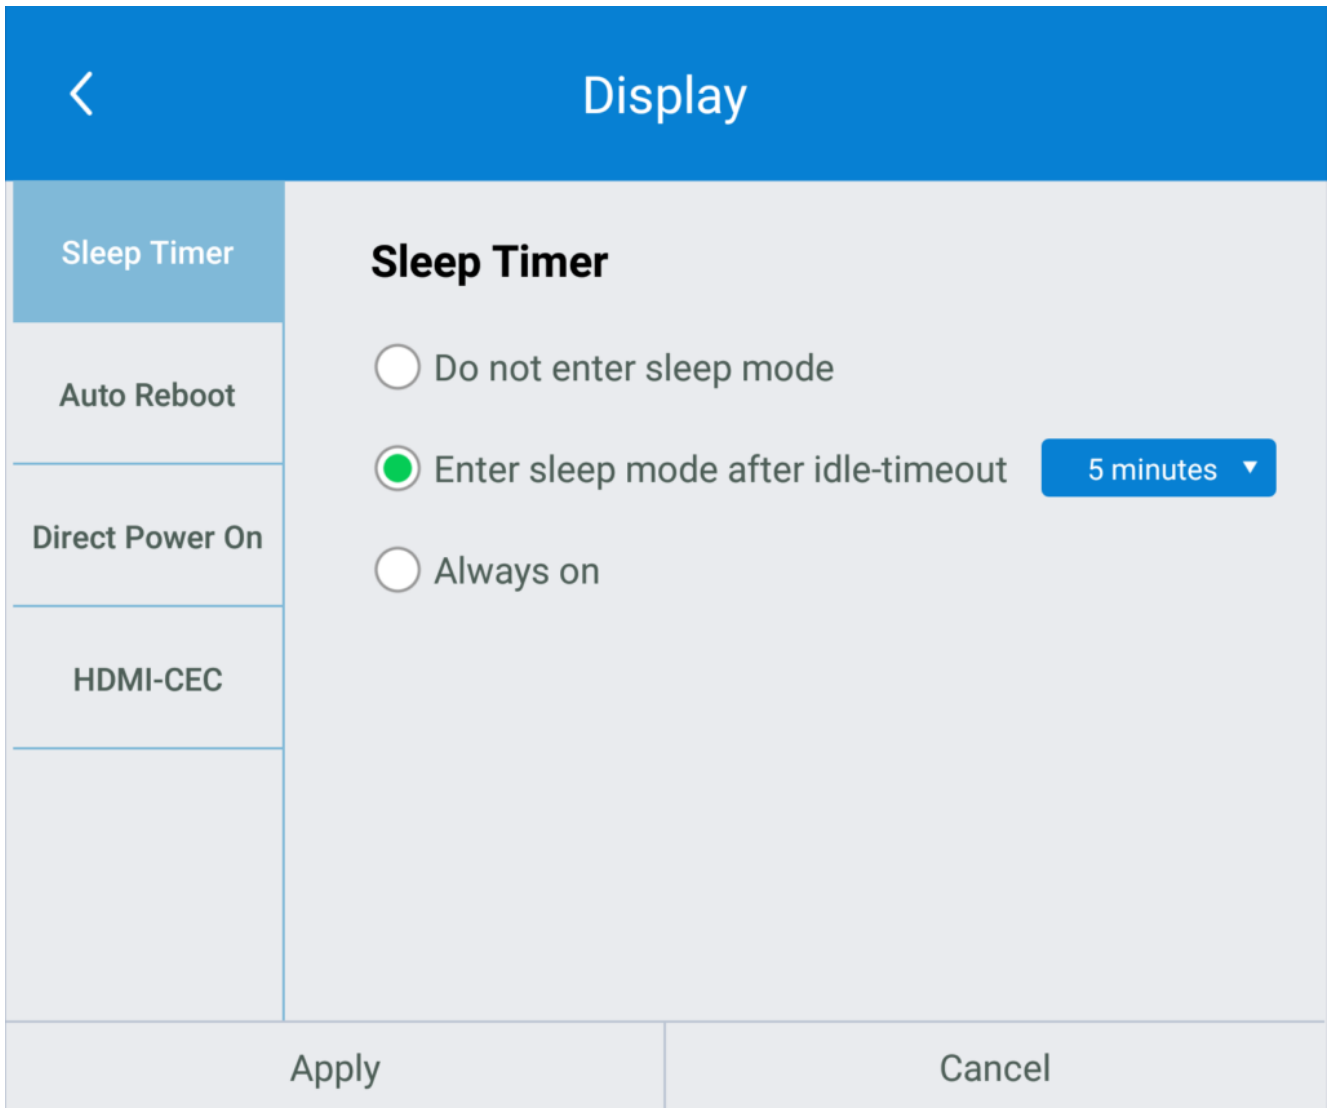 Display
Sleep Timer
Auto Reboot
Direct Power On
HDMI-CEC
Sleep Timer
Do not enter sleep mode
Enter sleep mode after idle-timeout 5 minutes
Always on
Apply
Cancel